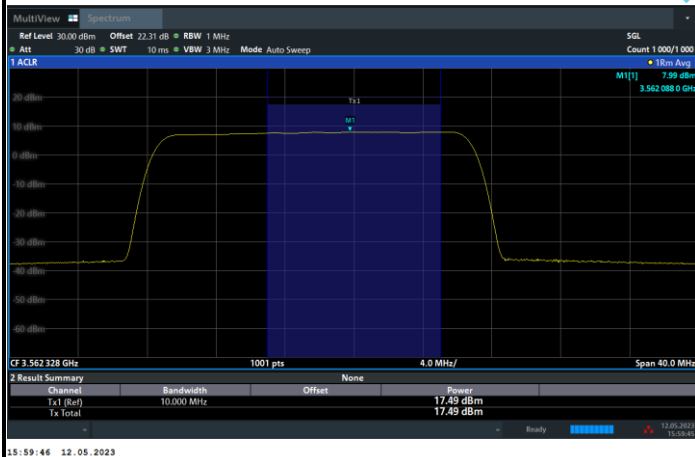 MultiView Spectrum
Ref Level 30.00 dBm Offset 22.31 dB RBW 1 MHz SGL
Att 30 dB SWT 10 ms VBW 3 MHz Mode Auto Sweep Count 1 000/1 000
1 ACLR 1Rm Avg
M1[1] 7.99 dBm
3.562 088 0 GHz
20 dBm
Tx1
10 dBm
M1
0 dBm
-10 dBm
-20 dBm
-30 dBm
-40 dBm
-50 dBm
-60 dBm
CF 3.562 328 GHz 1001 pts 4.0 MHz/ Span 40.0 MHz
2 Result Summary None
Channel Bandwidth Offset Power
Tx1 (Ref) 10.000 MHz 17.49 dBm
Tx Total 17.49 dBm
Ready 12.05.2023
15:59:45
15:59:46 12.05.2023